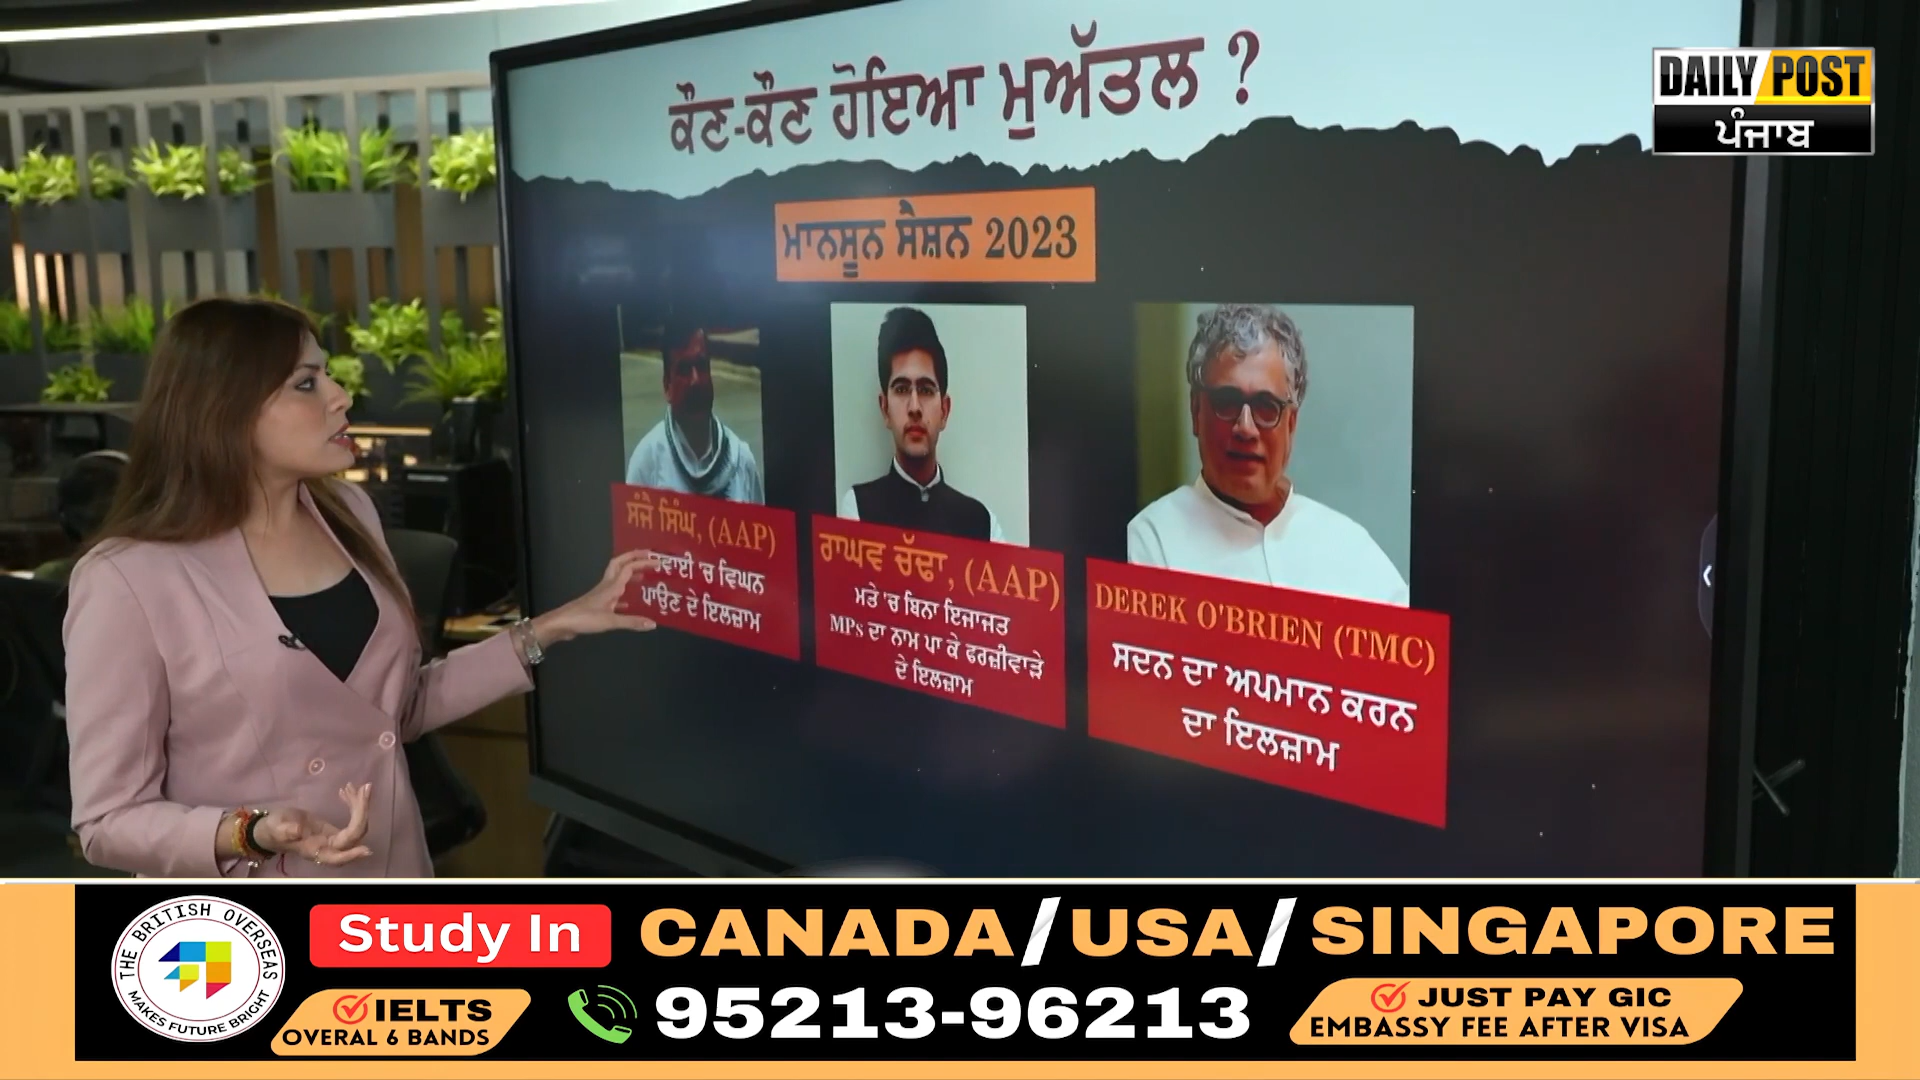 ਕੌਣ-ਕੌਣ ਹੋਇਆ ਮੁਅੱਤਲ ?
DAILY POST
ਪੰਜਾਬ
ਮਾਨਸੂਨ ਸੈਸ਼ਨ 2023
ਸੰਜੈ ਸਿੰਘ, (AAP)
'ਚ ਵਿਘਨ
ਪਾਉਣ ਦੇ ਇਲਜ਼ਾਮ
ਰਾਘਵ ਚੱਢਾ, (AAP)
ਮਤੇ 'ਚ ਬਿਨਾ ਇਜਾਜਤ
MPs ਦਾ ਨਾਮ ਪਾ ਕੇ ਫਰਜ਼ੀਵਾੜੇ
ਦੇ ਇਲਜ਼ਾਮ
DEREK O'BRIEN (TMC)
ਸਦਨ ਦਾ ਅਪਮਾਨ ਕਰਨ
ਦਾ ਇਲਜ਼ਾਮ
THE BRITISH OVERSEAS
MAKES FUTURE BRIGHT
Study In CANADA/USA/SINGAPORE
IELTS
OVERAL 6 BANDS
95213-96213
JUST PAY GIC
EMBASSY FEE AFTER VISA